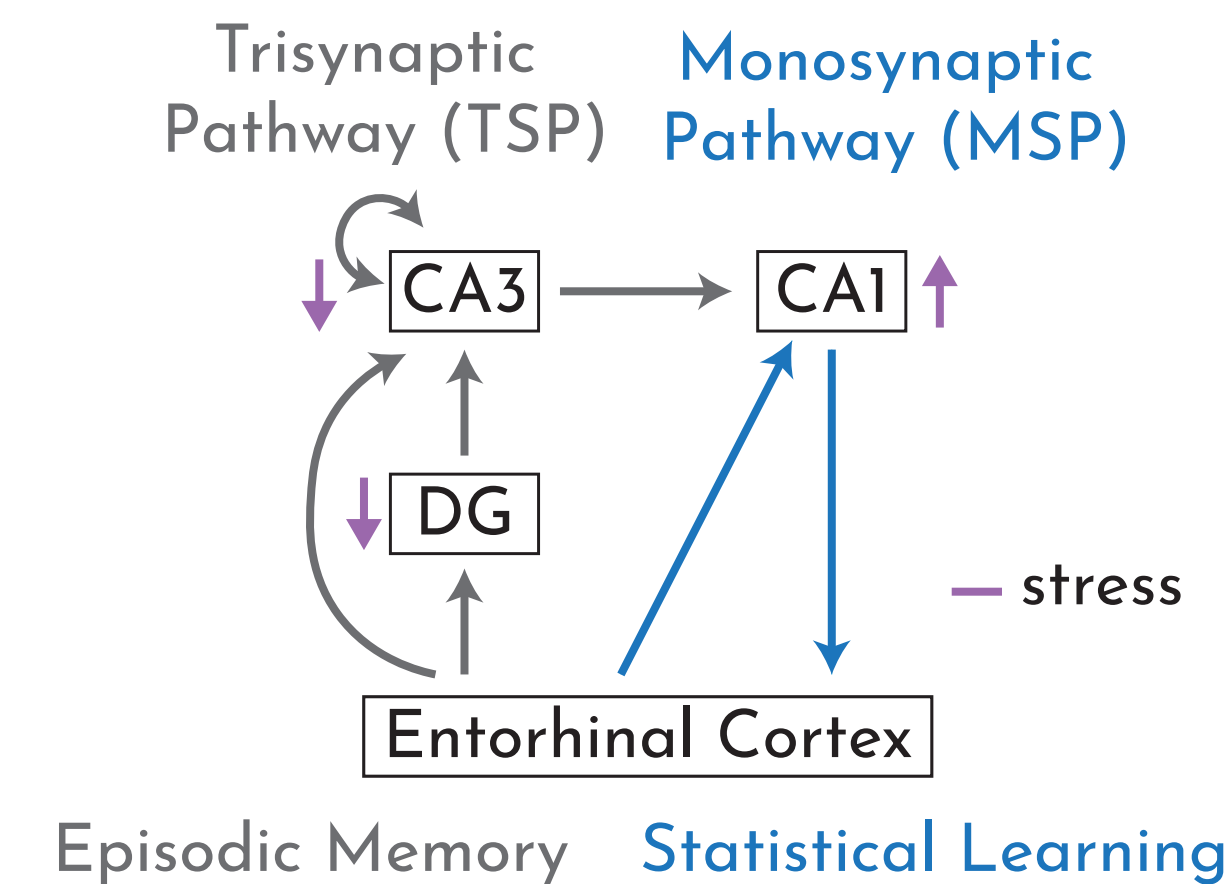 Trisynaptic
Pathway (TSP)
Monosynaptic
Pathway (MSP)
CA3
CA1
DG
stress
Entorhinal Cortex
Episodic Memory
Statistical Learning